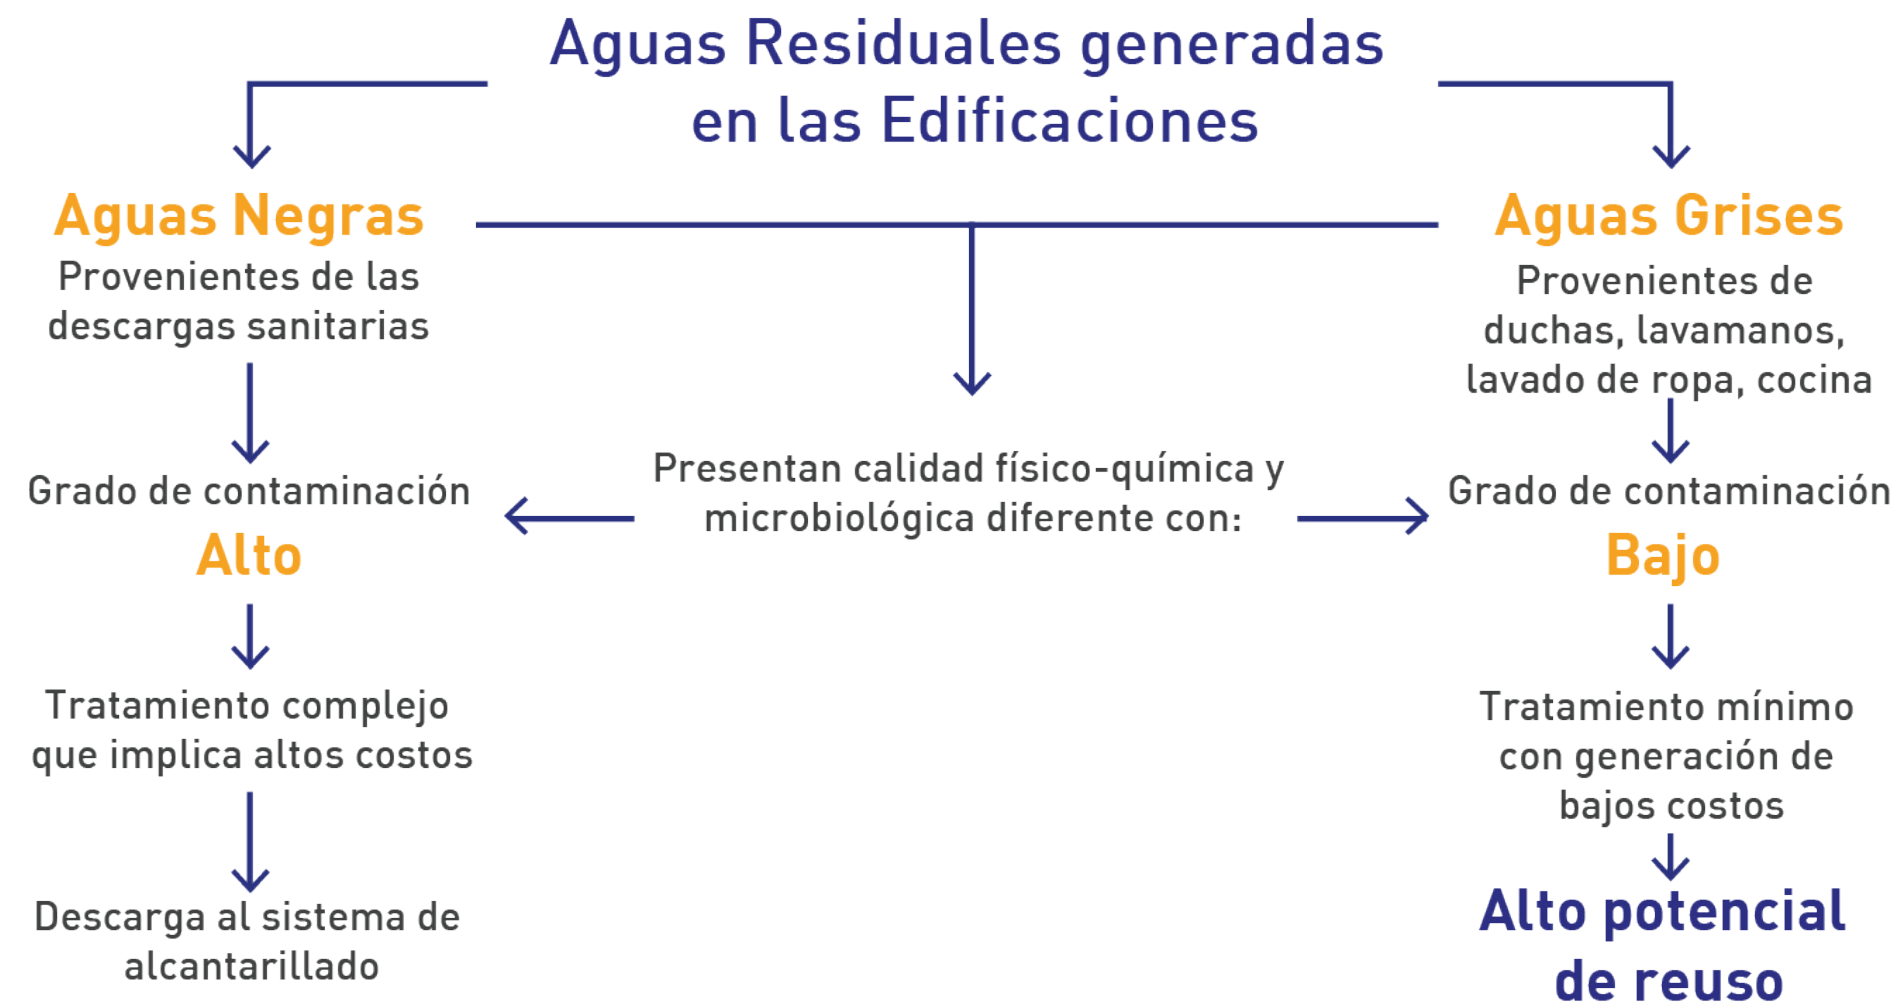 Aguas Residuales generadas
en las Edificaciones
Aguas Negras
Provenientes de las
descargas sanitarias
Grado de contaminación
Alto
Tratamiento complejo
que implica altos costos
Descarga al sistema de
alcantarillado
Presentan calidad físico-química y
microbiológica diferente con:
Aguas Grises
Provenientes de
duchas, lavamanos,
lavado de ropa, cocina
Grado de contaminación
Bajo
Tratamiento mínimo
con generación de
bajos costos
Alto potencial
de reuso